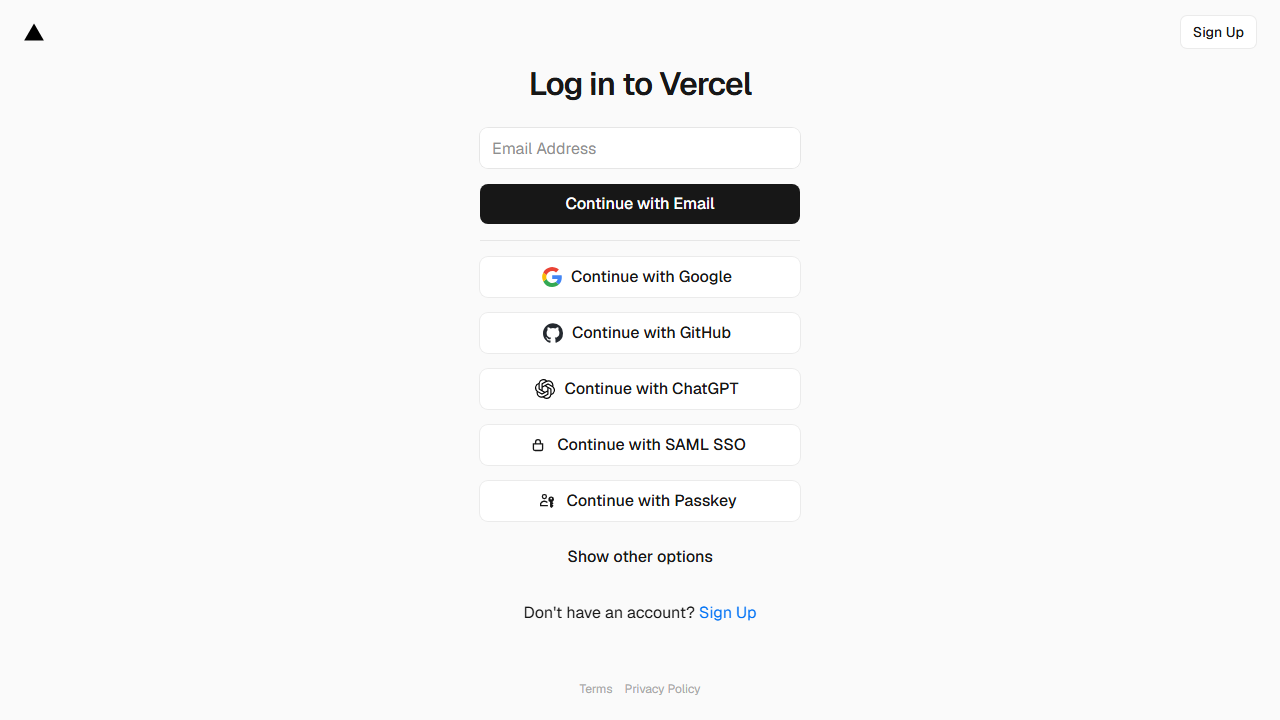 Sign Up
Log in to Vercel
Email Address
Continue with Email
Continue with Google
Continue with GitHub
Continue with ChatGPT
Continue with SAML SSO
Continue with Passkey
Show other options
Don't have an account? Sign Up
Terms Privacy Policy